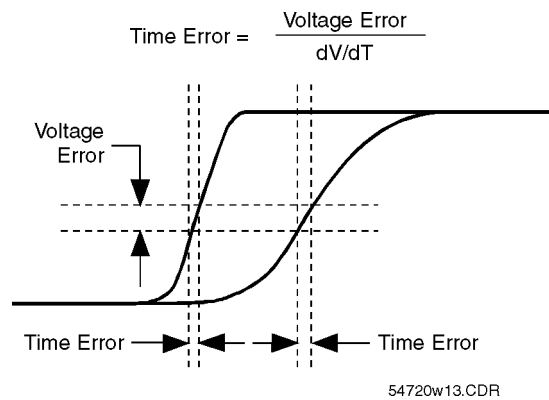 Time Error = Voltage Error
dV/dT
Voltage
Error
Time Error
Time Error
54720w13.CDR